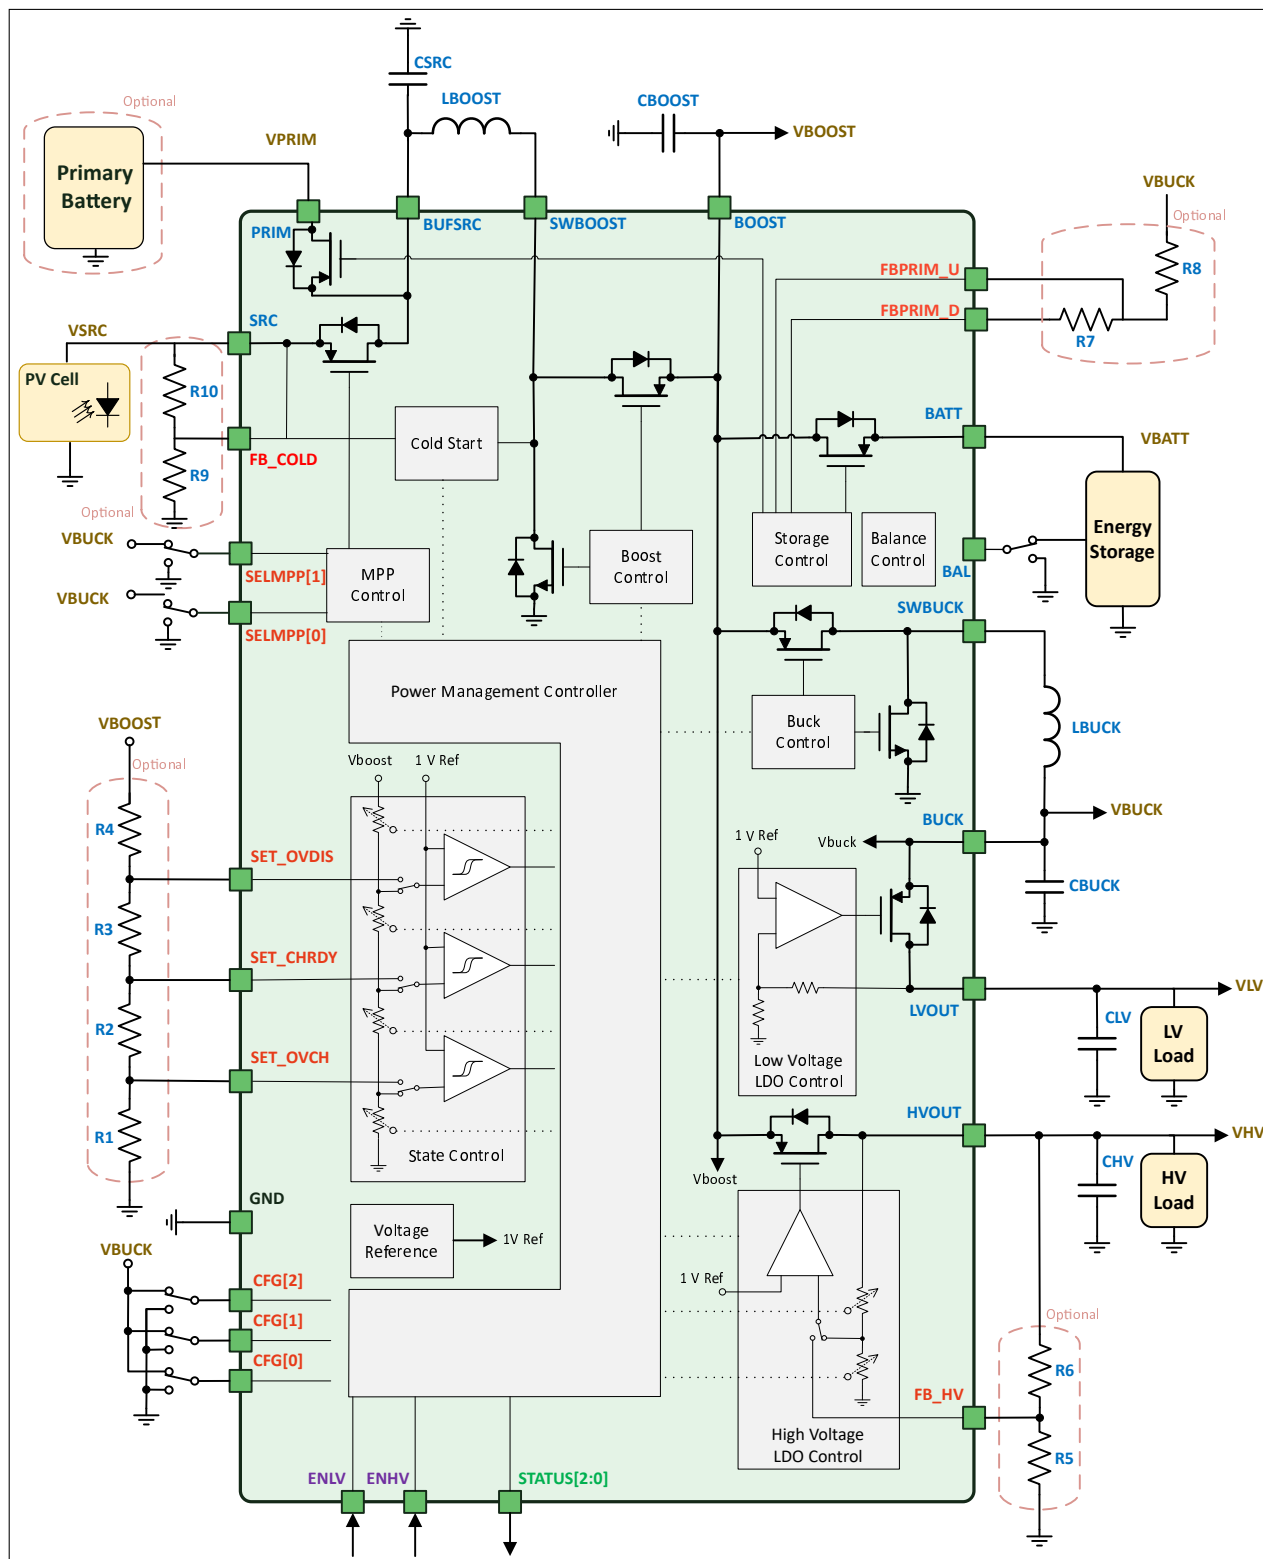 CSRC
Optional
LBOOST
CBOOST
VPRIM
VBOOST
Primary
Battery
VBUCK
Optional
PRIM
BUFSRC
SWBOOST
BOOST
FBPRIM_U
R8
FBPRIM_D
SRC
VSRC
R7
PV Cell
R10
BATT
Cold Start
VBATT
FB_COLD
R9
Optional
Energy
Storage
VBUCK
Storage
Control
Balance
Control
Boost
Control
BAL
SELMPP[1]
MPP
Control
VBUCK
SWBUCK
SELMPP[0]
Power Management Controller
VBOOST
Buck
Control
LBUCK
Optional
Vboost
1 V Ref
VBUCK
R4
BUCK
1 V Ref
Vbuck
SET_OVDIS
CBUCK
R3
SET_CHRDY
VLV
LVOUT
CLV
LV
Load
R2
SET_OVCH
Low Voltage
LDO Control
HVOUT
R1
VHV
State Control
CHV
HV
Load
Vboost
GND
Voltage
Reference
1V Ref
VBUCK
CFG[2]
1 V Ref
CFG[1]
Optional
CFG[0]
R6
FB_HV
High Voltage
LDO Control
R5
ENLV
ENHV
STATUS[2:0]